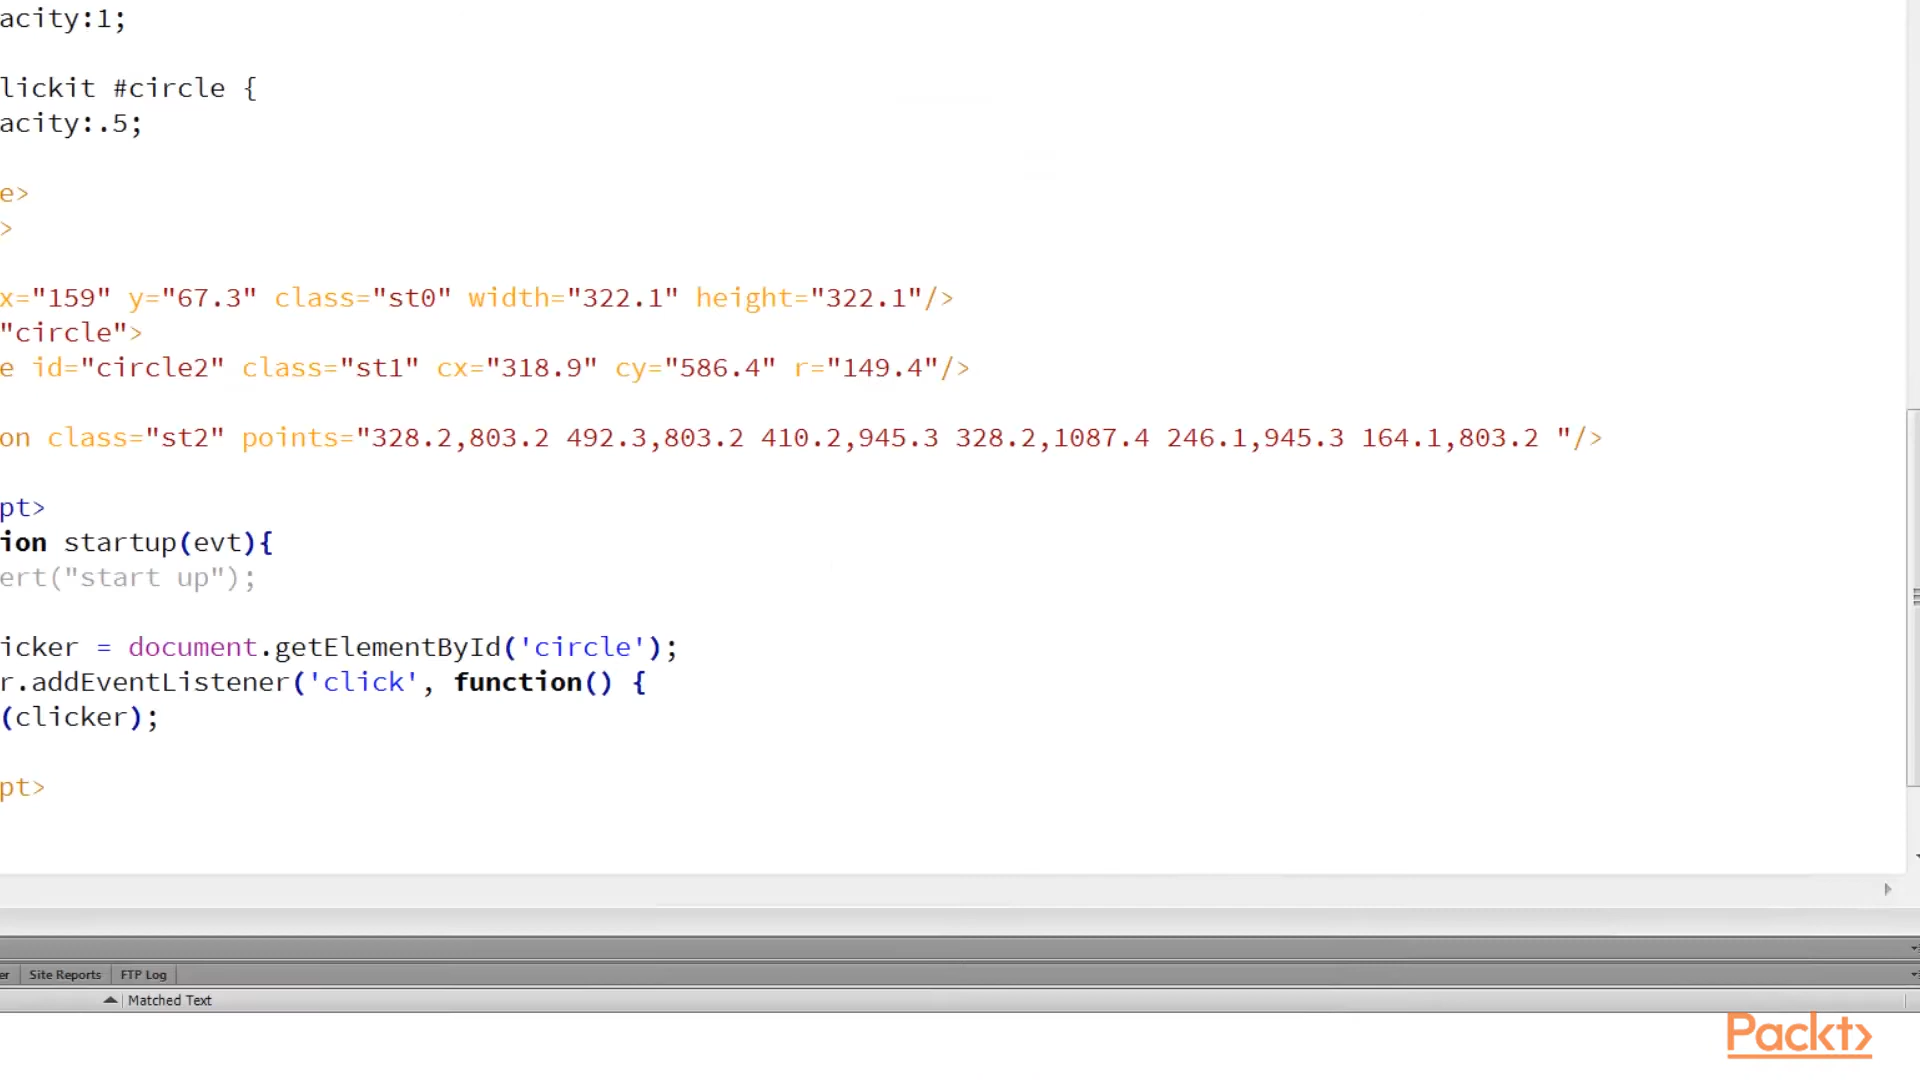 acity:1;
lickit #circle {
acity:.5;
e>
>
x="159" y="67.3" class="st0" width="322.1" height="322.1"/>
"circle">
e id="circle2" class="st1" cx="318.9" cy="586.4" r="149.4"/>
on class="st2" points="328.2,803.2 492.3,803.2 410.2,945.3 328.2,1087.4 246.1,945.3 164.1,803.2 "/>
pt>
ion startup(evt){
ert("start up");
icker = document.getElementById('circle');
r.addEventListener('click', function() {
(clicker);
pt>
er Site Reports FTP Log
Matched Text
Packt>